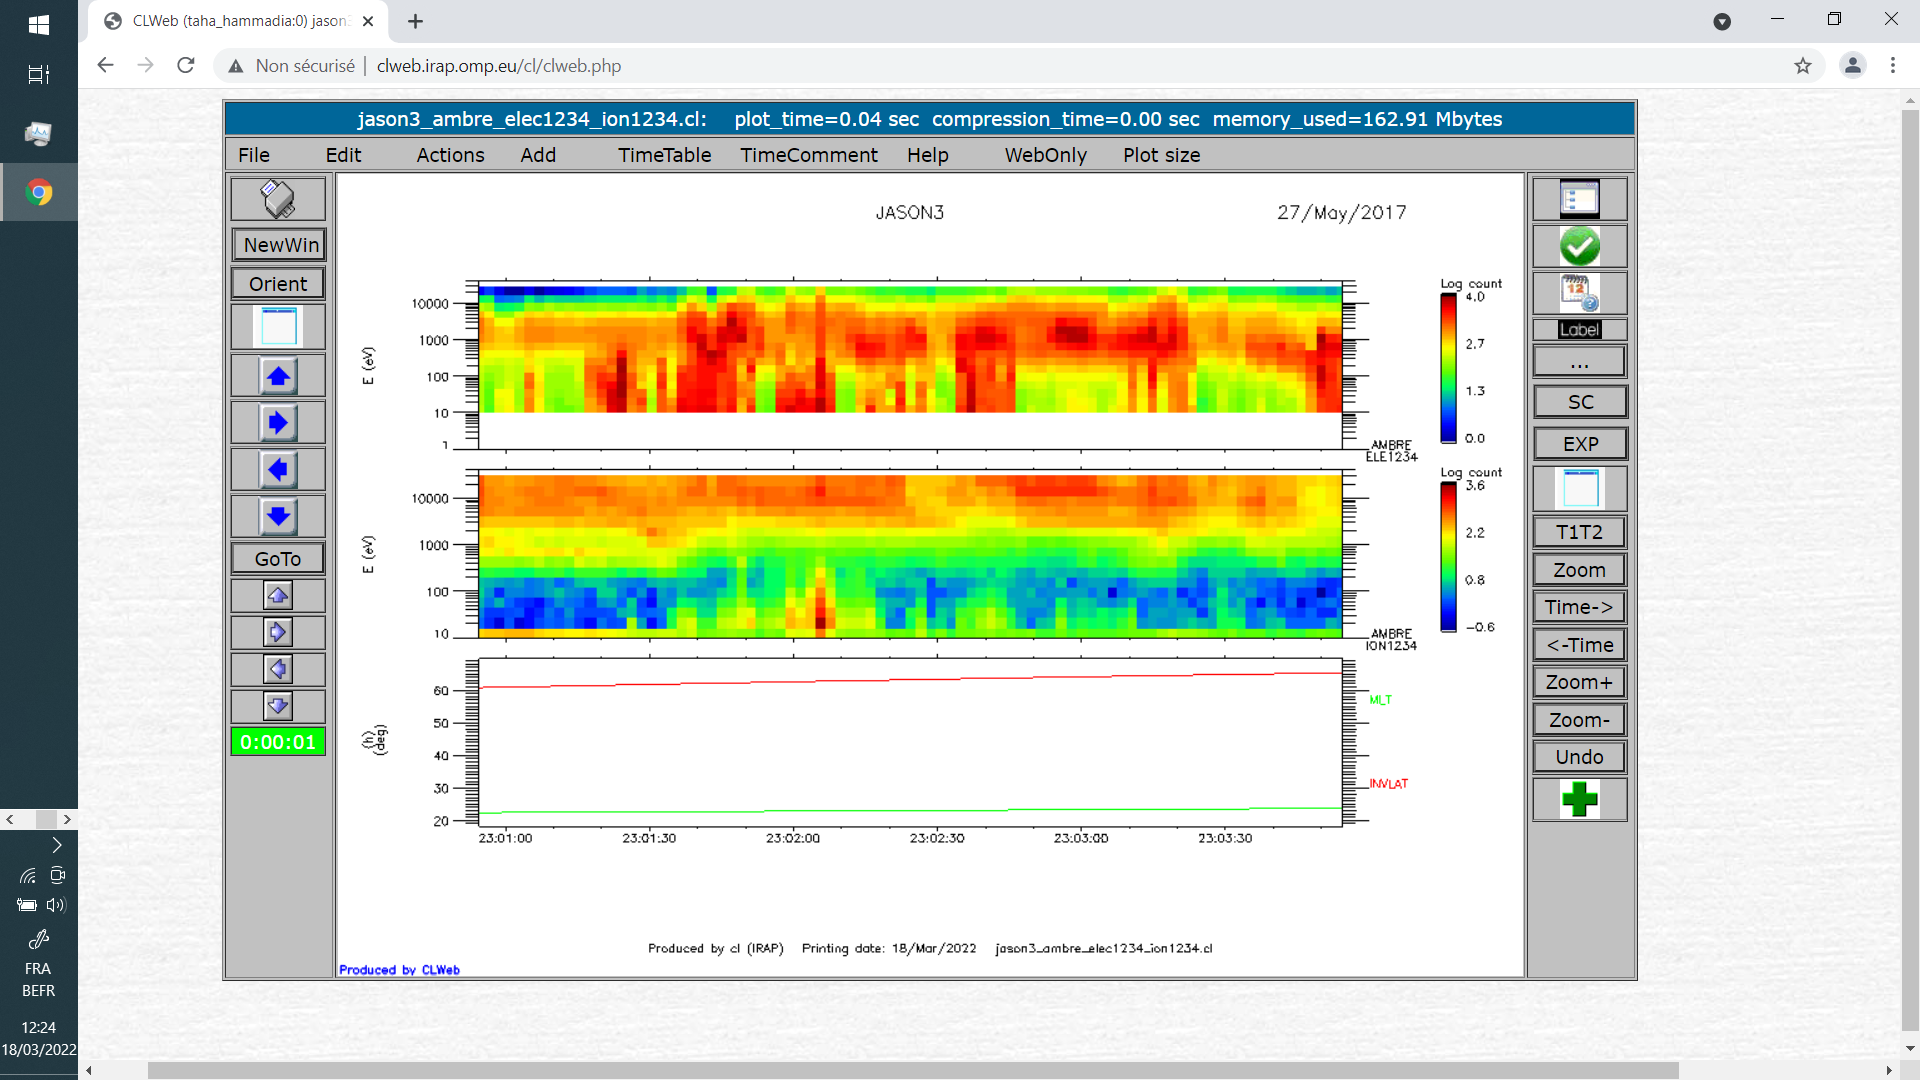 CLWeb (taha_hammadia:0) jason
Non sécurisé | clweb.irap.omp.eu/cl/clweb.php
jason3_ambre_elec1234_ion1234.cl: plot_time=0.04 sec compression_time=0.00 sec memory_used=162.91 Mbytes
File Edit Actions Add TimeTable TimeComment Help WebOnly Plot size
NewWin
Orient
GoTo
0:00:01
JASON3 27/May/2017
E (eV)
10000
1000
100
10
1
Log count
4.0
2.7
1.3
0.0
AMBRE
ELE1234
E (eV)
10000
1000
100
10
Log count
3.6
2.2
0.8
-0.6
AMBRE
ION1234
(h)
(deg)
60
50
40
30
20
MLT
INVLAT
23:01:00 23:01:30 23:02:00 23:02:30 23:03:00 23:03:30
Produced by cl (IRAP) Printing date: 18/Mar/2022 jason3_ambre_elec1234_ion1234.cl
Produced by CLWeb
12
Label
...
SC
EXP
T1T2
Zoom
Time->
<-Time
Zoom+
Zoom-
Undo
FRA
BEFR
12:24
18/03/2022